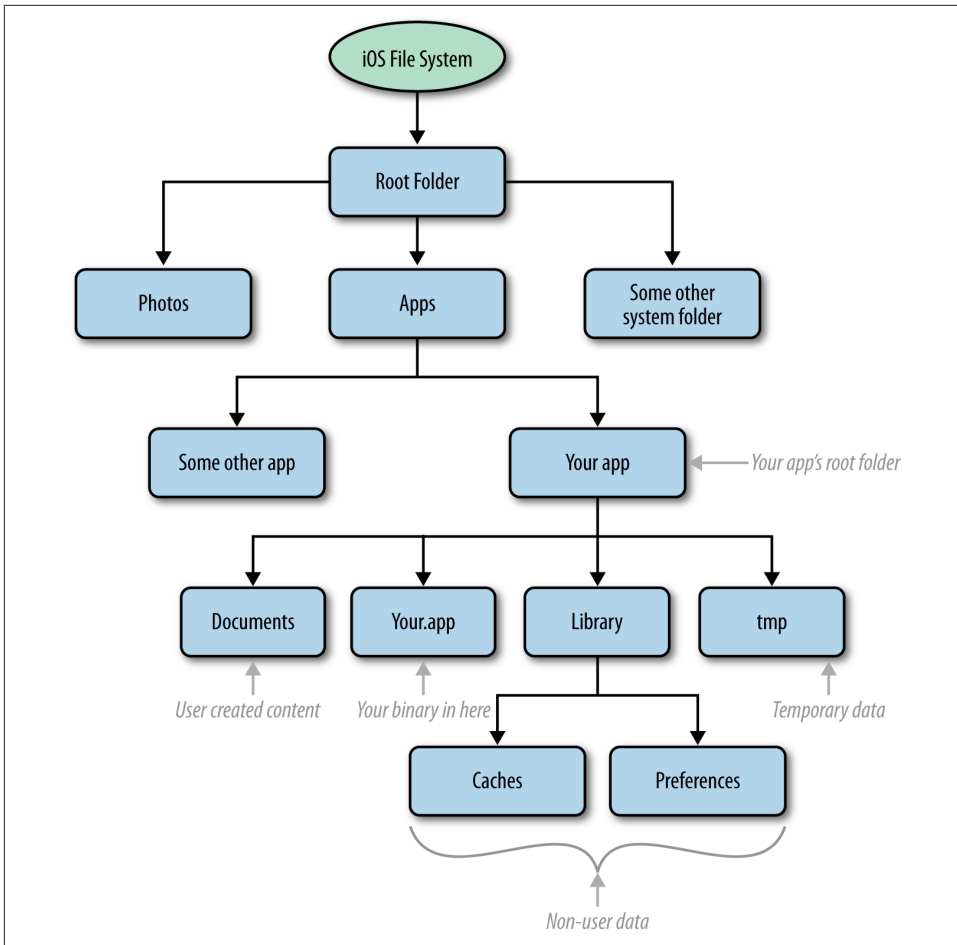 iOS File System
Root Folder
Photos
Apps
Some other
system folder
Some other app
Your app
Your app's root folder
Documents
Your.app
Library
tmp
User created content
Your binary in here
Temporary data
Caches
Preferences
Non-user data